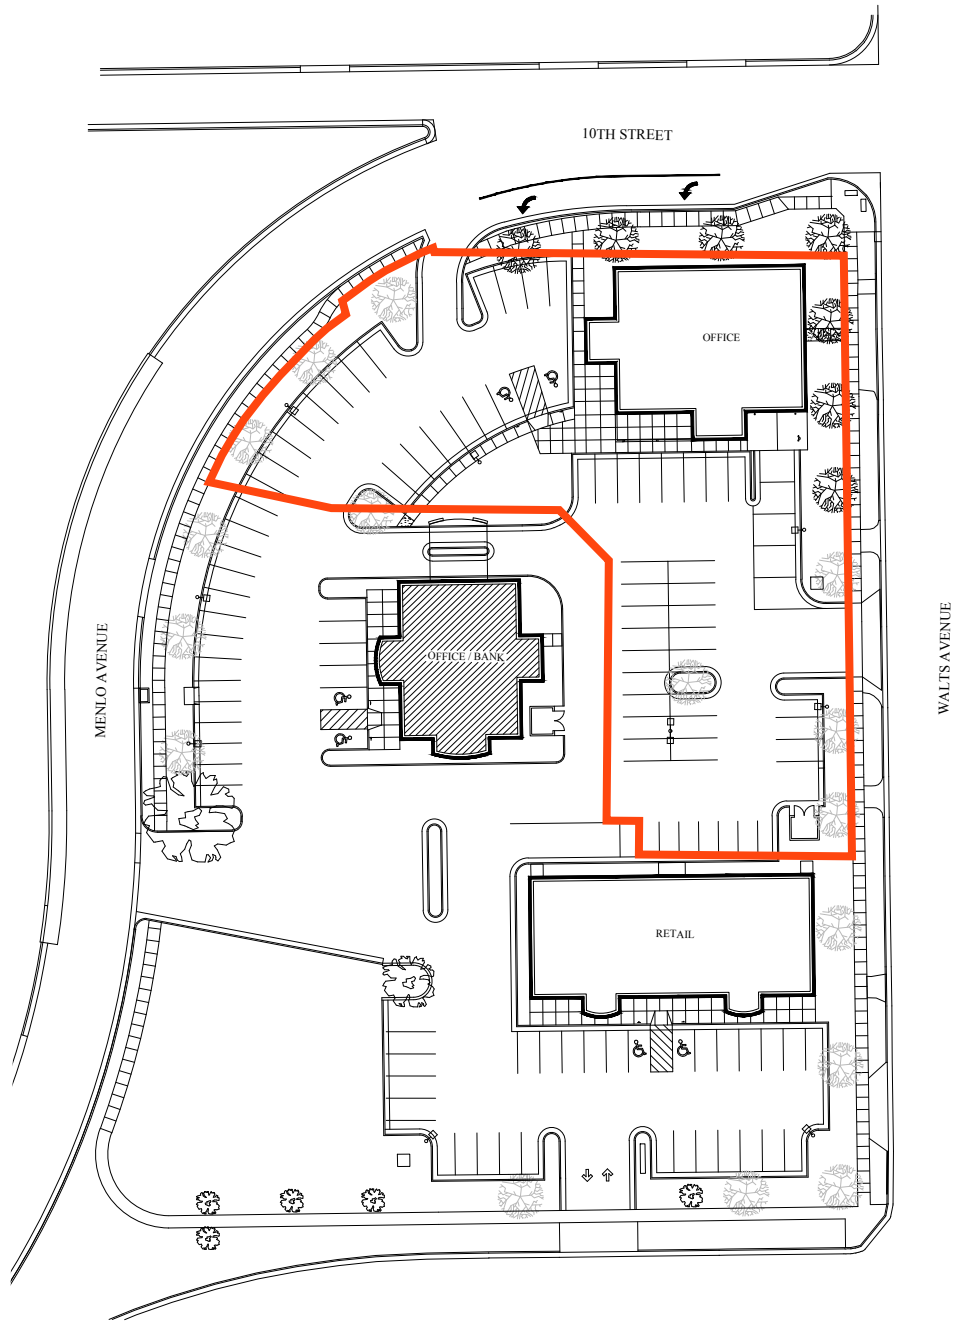 10TH STREET
OFFICE
MENLO AVENUE
WALTS AVENUE
OFFICE / BANK
RETAIL